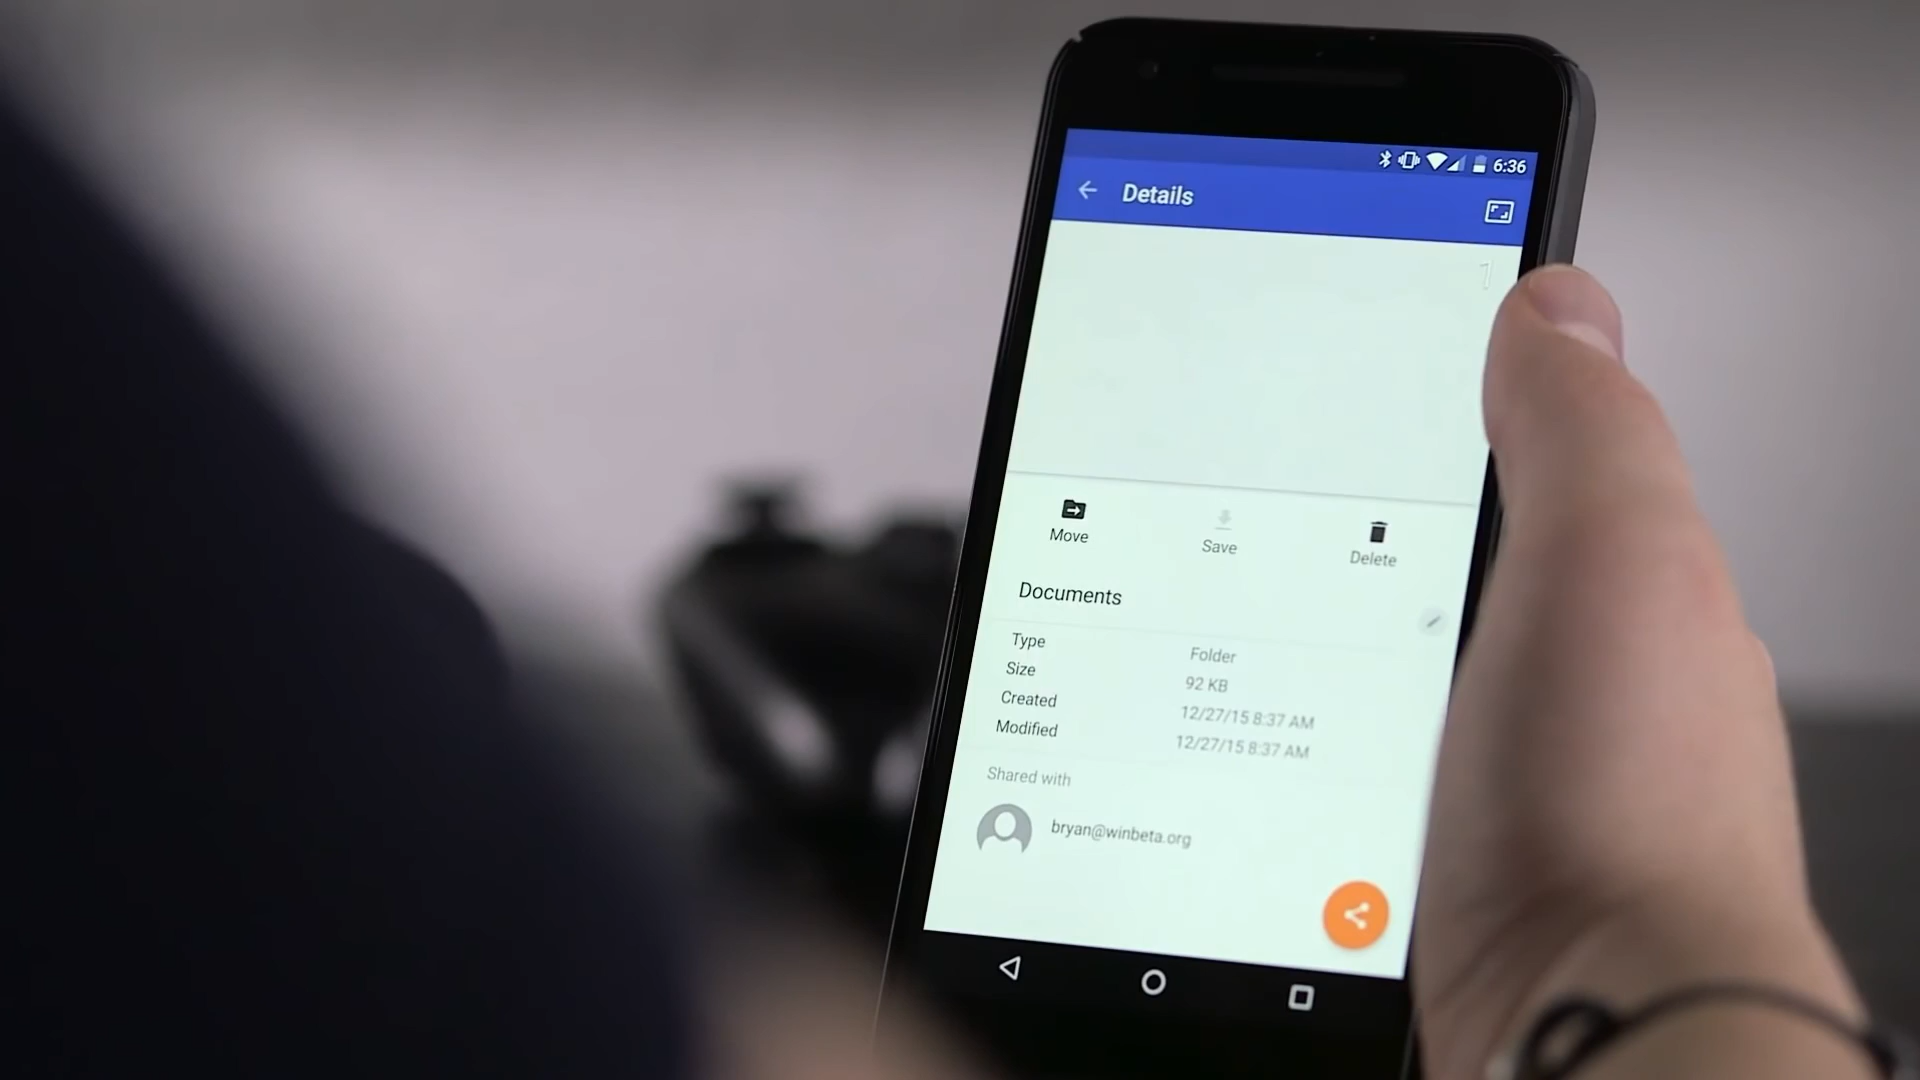 6:36
Details
1
Move
Save
Delete
Documents
Type Folder
Size 92 KB
Created 12/27/15 8:37 AM
Modified 12/27/15 8:37 AM
Shared with
bryan@winbeta.org